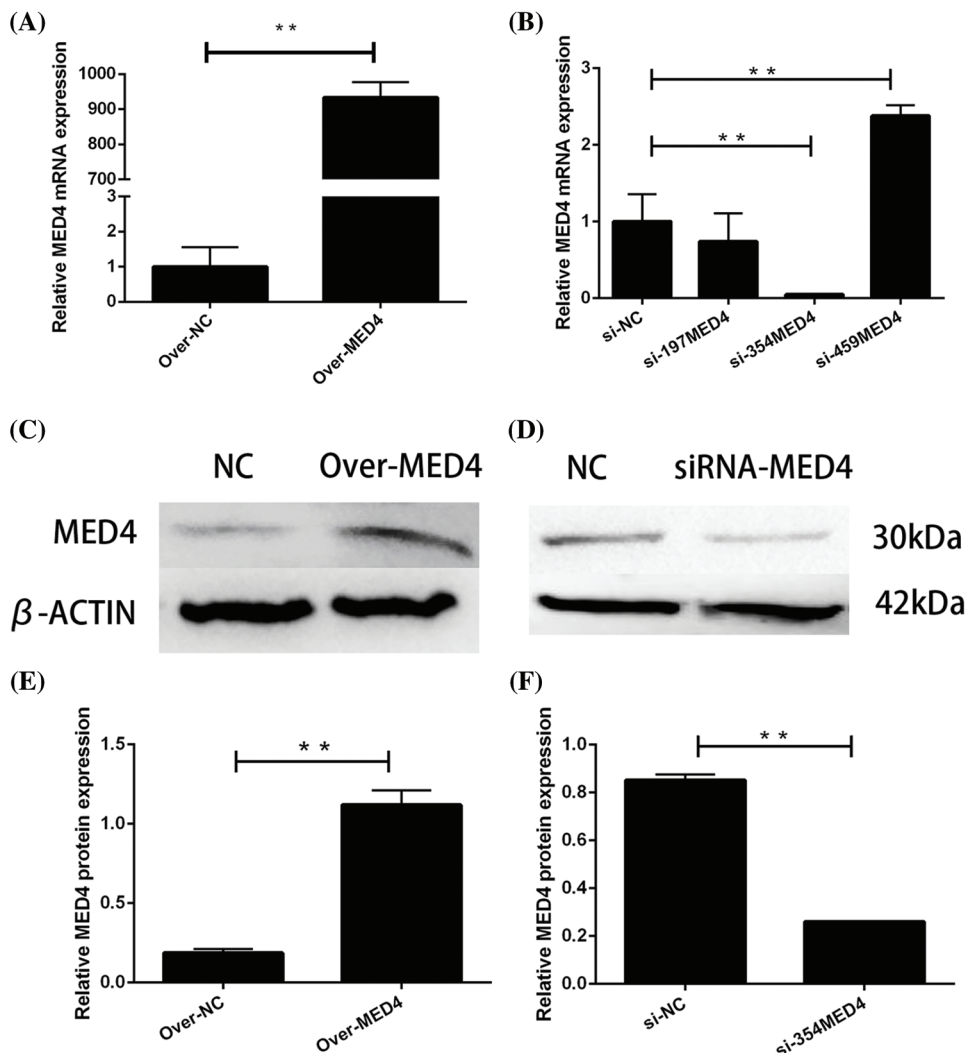 (A)
**
Relative MED4 mRNA expression
1000
900
800
700
3
2
1
0
Over-NC
Over-MED4
(B)
**
**
Relative MED4 mRNA expression
3
2
1
0
si-NC
si-197MED4
si-354MED4
si-459MED4
(C)
NC Over-MED4
MED4
β-ACTIN
(D)
NC siRNA-MED4
30kDa
42kDa
(E)
**
Relative MED4 protein expression
1.5
1.0
0.5
0.0
Over-NC
Over-MED4
(F)
**
Relative MED4 protein expression
1.0
0.8
0.6
0.4
0.2
0.0
si-NC
si-354MED4